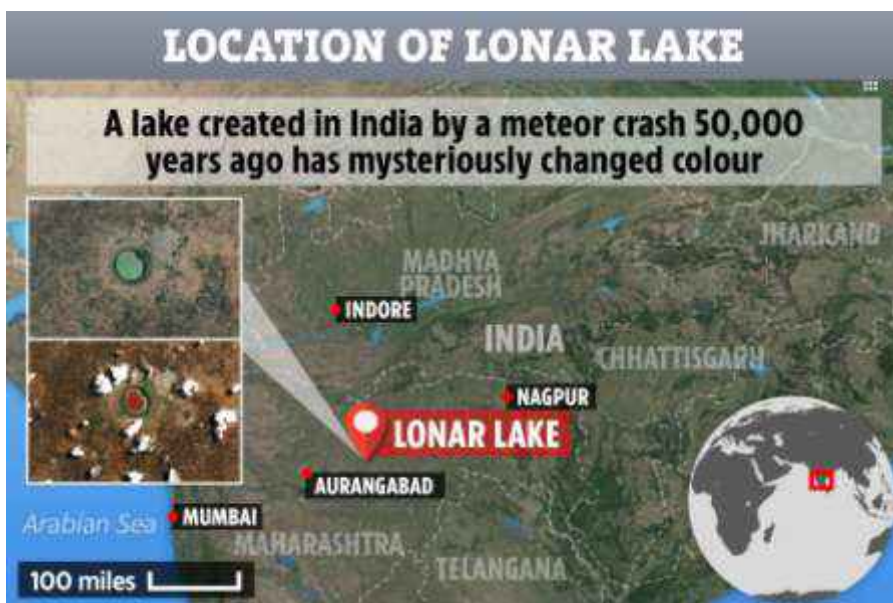 LOCATION OF LONAR LAKE
A lake created in India by a meteor crash 50,000
years ago has mysteriously changed colour
JHARKAND
MADHYA
PRADESH
INDORE
INDIA
CHHATTISGARH
NAGPUR
LONAR LAKE
AURANGABAD
Arabian Sea
MUMBAI
MAHARASHTRA
TELANGANA
100 miles